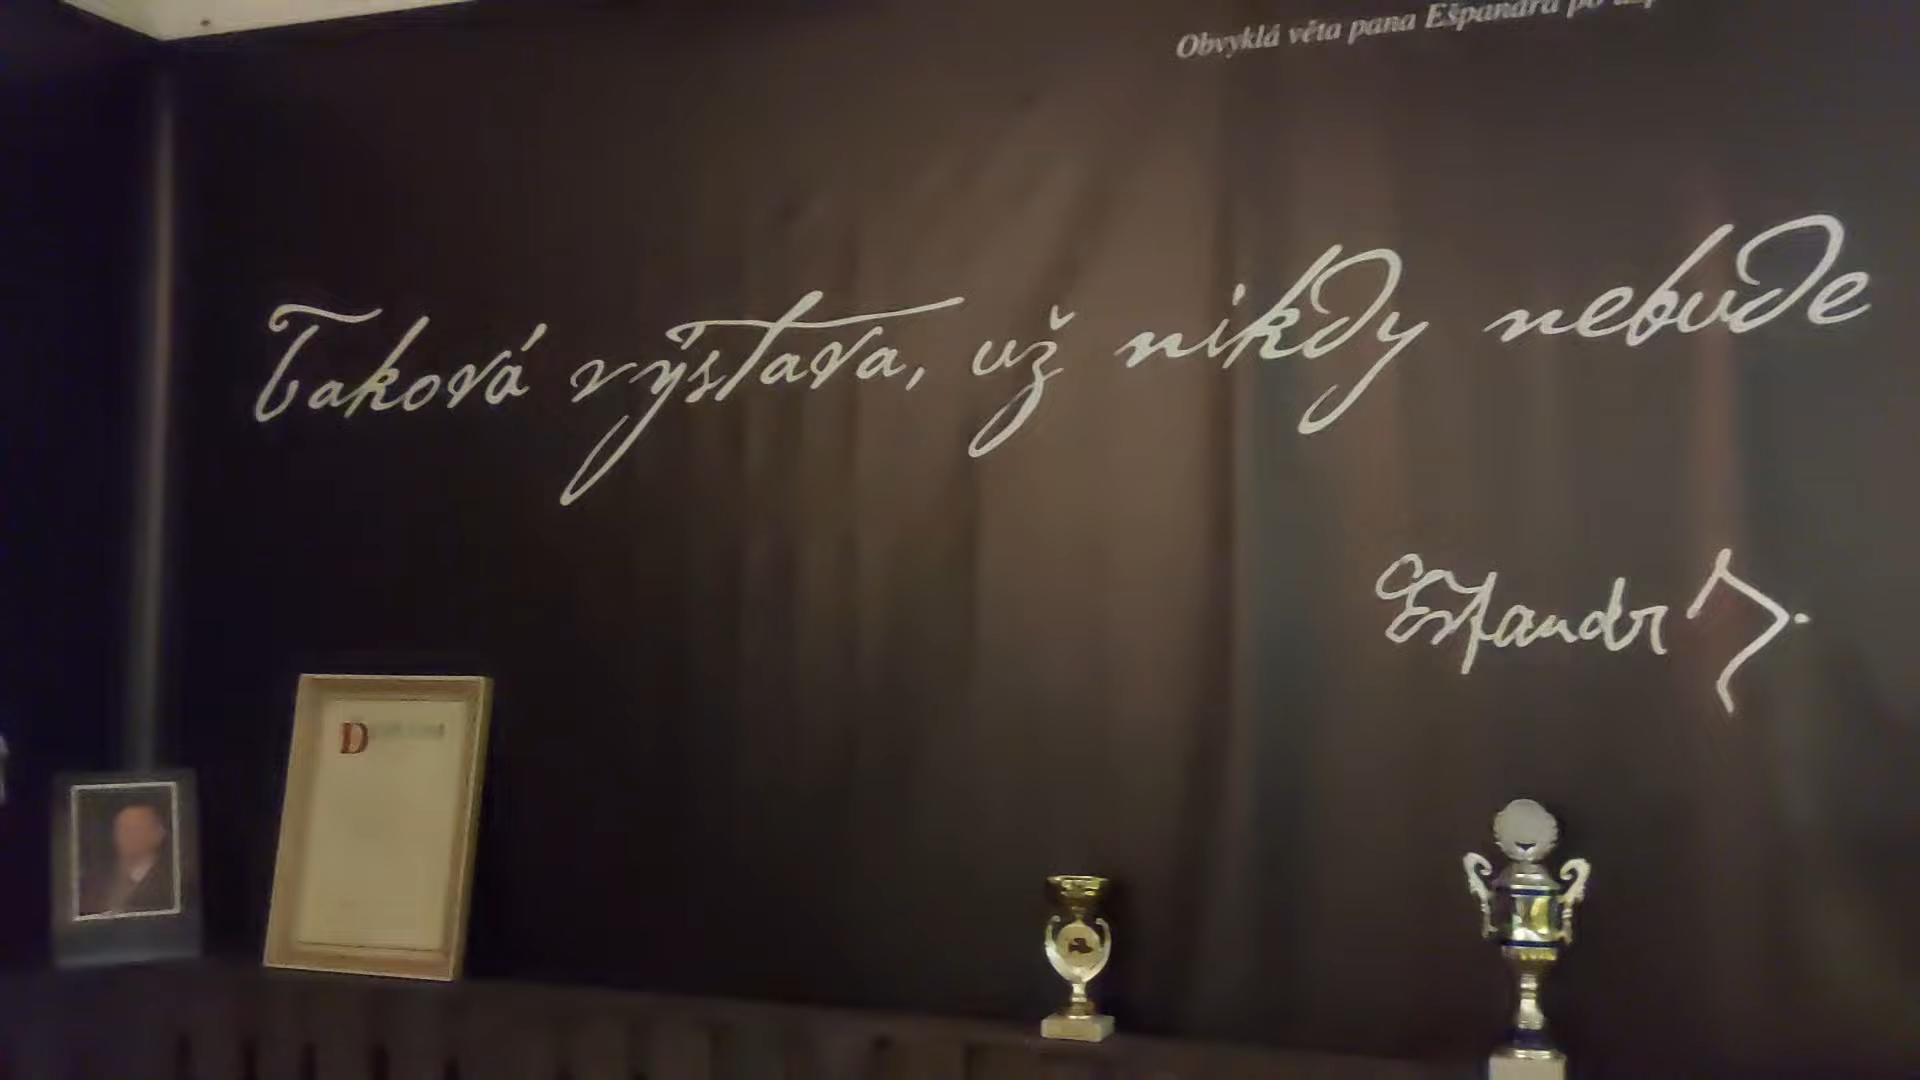 Obvyklá věta pana Ešpandra po
Taková výstava, už nikdy nebude
Ešpandr J.
D